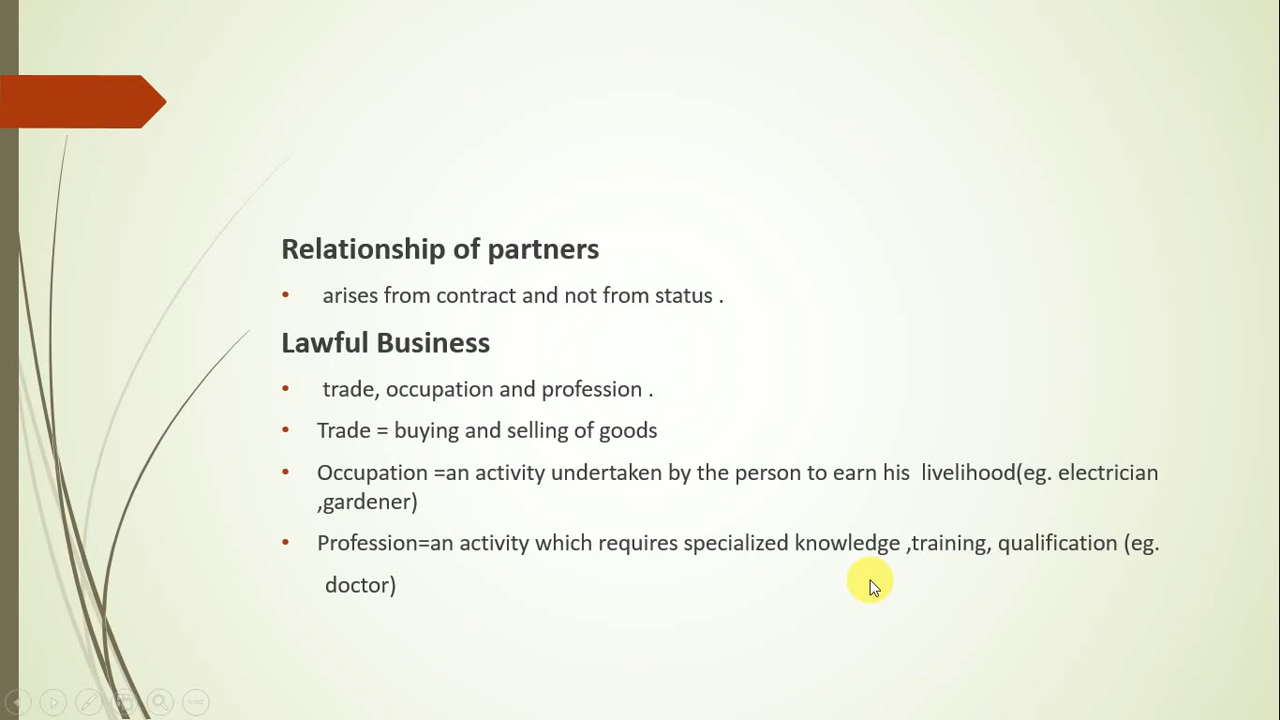 Relationship of partners
• arises from contract and not from status .
Lawful Business
• trade, occupation and profession .
• Trade = buying and selling of goods
• Occupation =an activity undertaken by the person to earn his livelihood(eg. electrician
,gardener)
• Profession=an activity which requires specialized knowledge ,training, qualification (eg.
doctor)